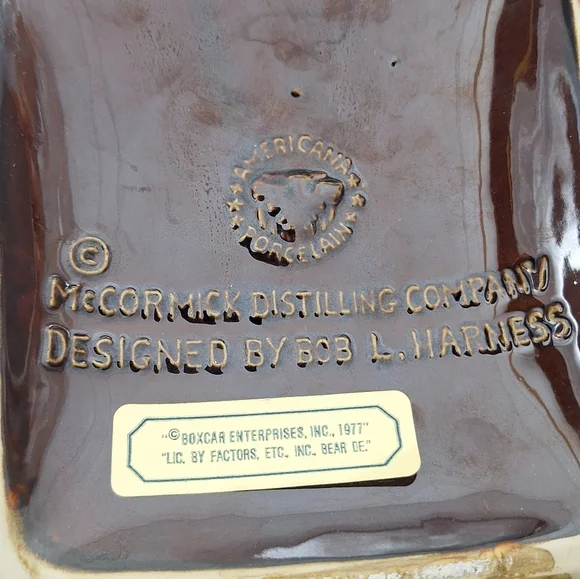 AMERICANA
PORCELAIN
©
McCORMICK DISTILLING COMPANY
DESIGNED BY BOB L. HARNESS
"©BOXCAR ENTERPRISES, INC., 1977"
"LIC. BY FACTORS, ETC. INC. BEAR DE."